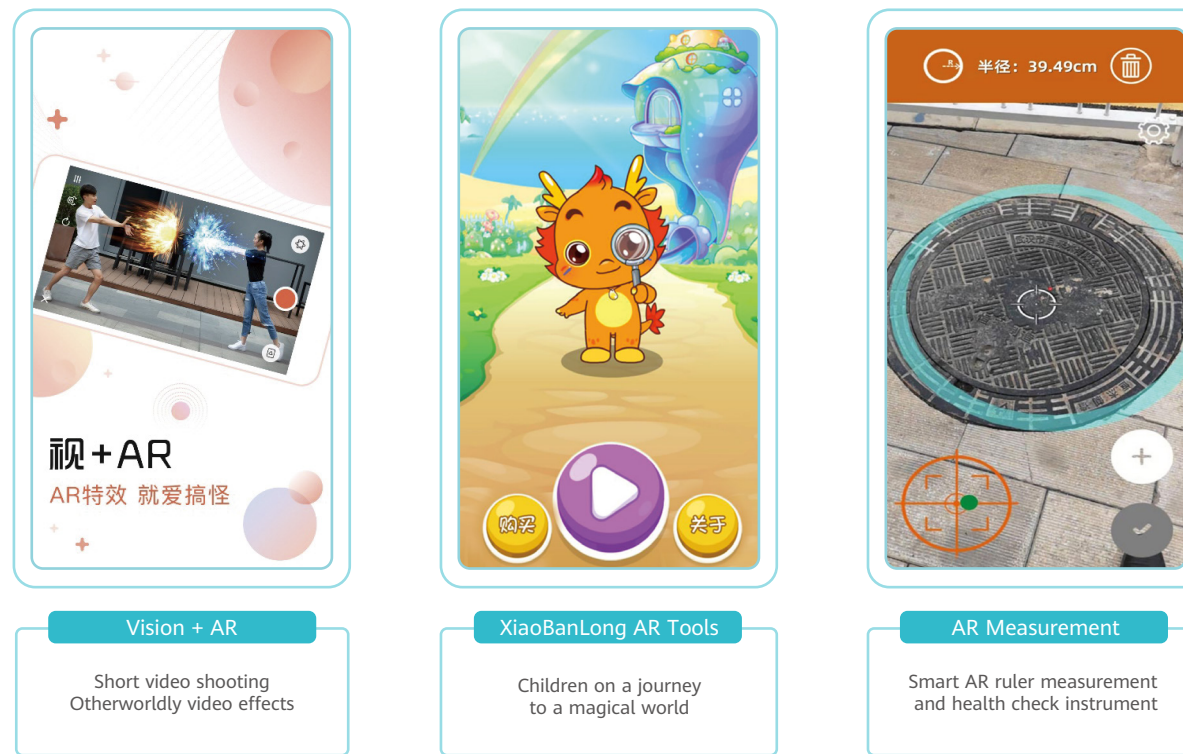 视+AR
AR特效 就爱搞怪
Vision + AR
Short video shooting
Otherworldly video effects
购买
关于
XiaoBanLong AR Tools
Children on a journey
to a magical world
R
半径：39.49cm
AR Measurement
Smart AR ruler measurement
and health check instrument